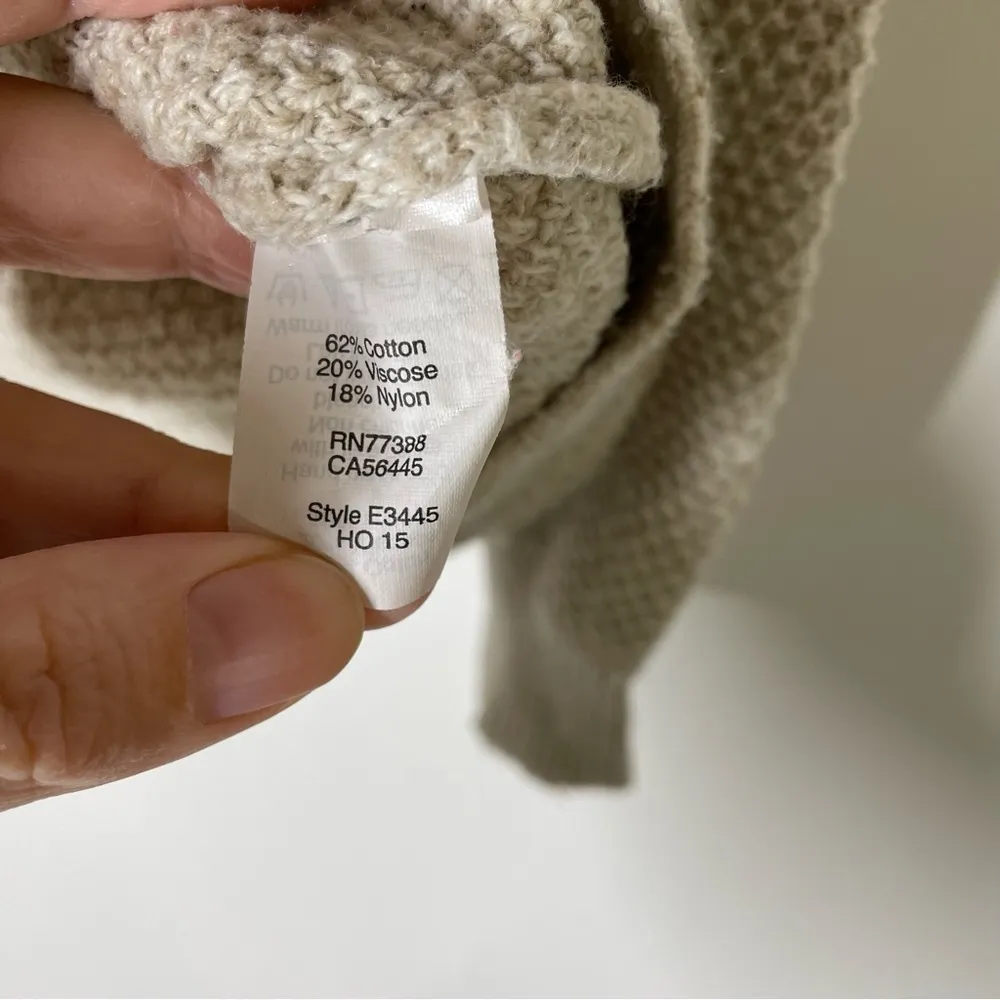 62% Cotton
20% Viscose
18% Nylon
RN77388
CA56445
Style E3445
HO 15